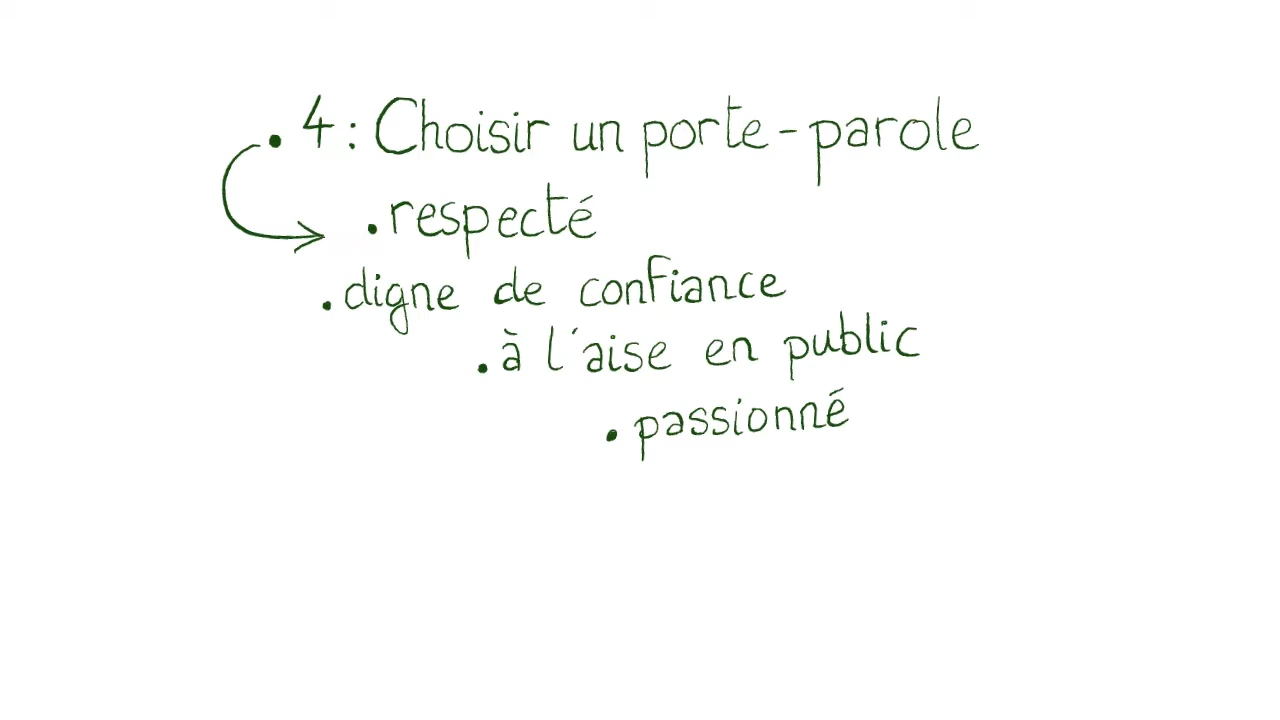 . 4 : Choisir un porte-parole
. respecté
. digne de confiance
. à l'aise en public
. passionné